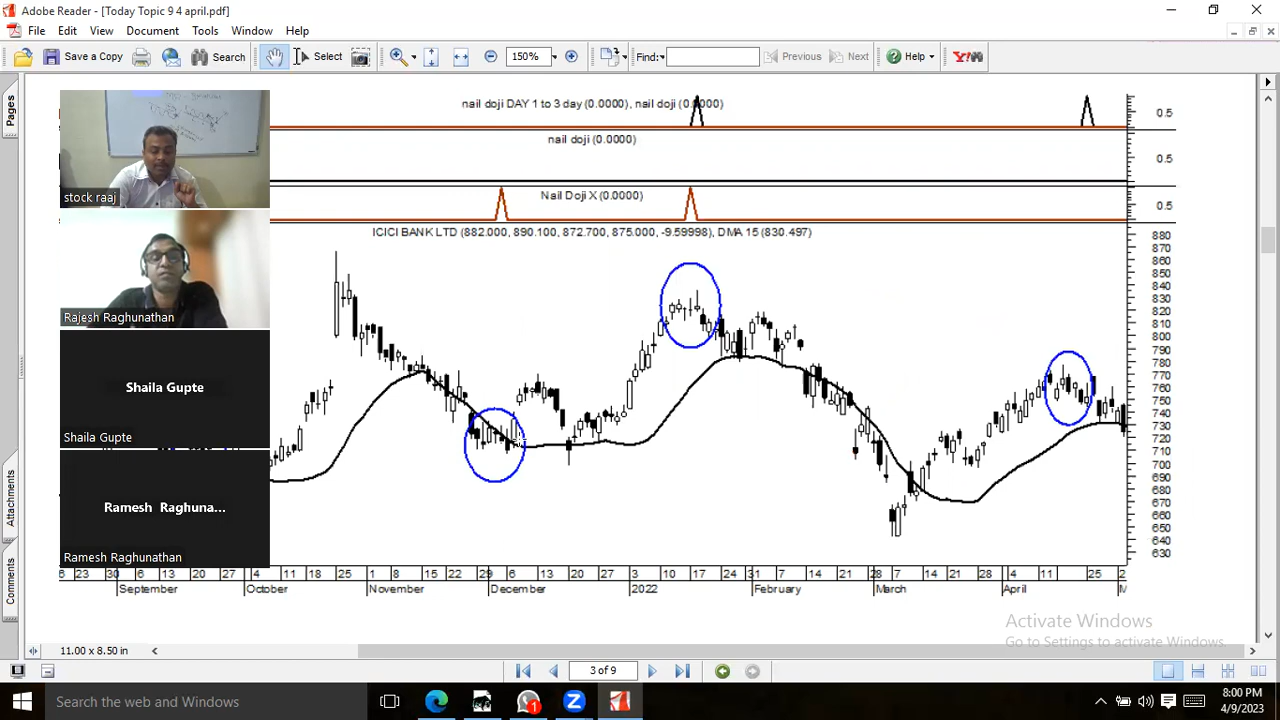 Adobe Reader - [Today Topic 9 4 april.pdf]
File Edit View Document Tools Window Help
Save a Copy Search Select 150% Find: Previous Next Help Y!
Pages
Attachments
Comments
stock raaj
Rajesh Raghunathan
Shaila Gupte
Shaila Gupte
Ramesh Raghuna...
Ramesh Raghunathan
nail doji DAY 1 to 3 day (0.0000), nail doji (0.0000)
0.5
nail doji (0.0000)
0.5
Nail Doji X (0.0000)
0.5
ICICI BANK LTD (882.000, 890.100, 872.700, 875.000, -9.59998), DMA 15 (830.497)
880
870
860
850
840
830
820
810
800
790
780
770
760
750
740
730
720
710
700
690
680
670
660
650
640
630
6 23 30 6 13 20 27 4 11 18 25 1 8 15 22 29 6 13 20 27 3 10 17 24 31 7 14 21 28 7 14 21 28 4 11 25 2
September October November December 2022 February March April M
Activate Windows
Go to Settings to activate Windows.
11.00 x 8.50 in
3 of 9
Search the web and Windows
1
8:00 PM
4/9/2023